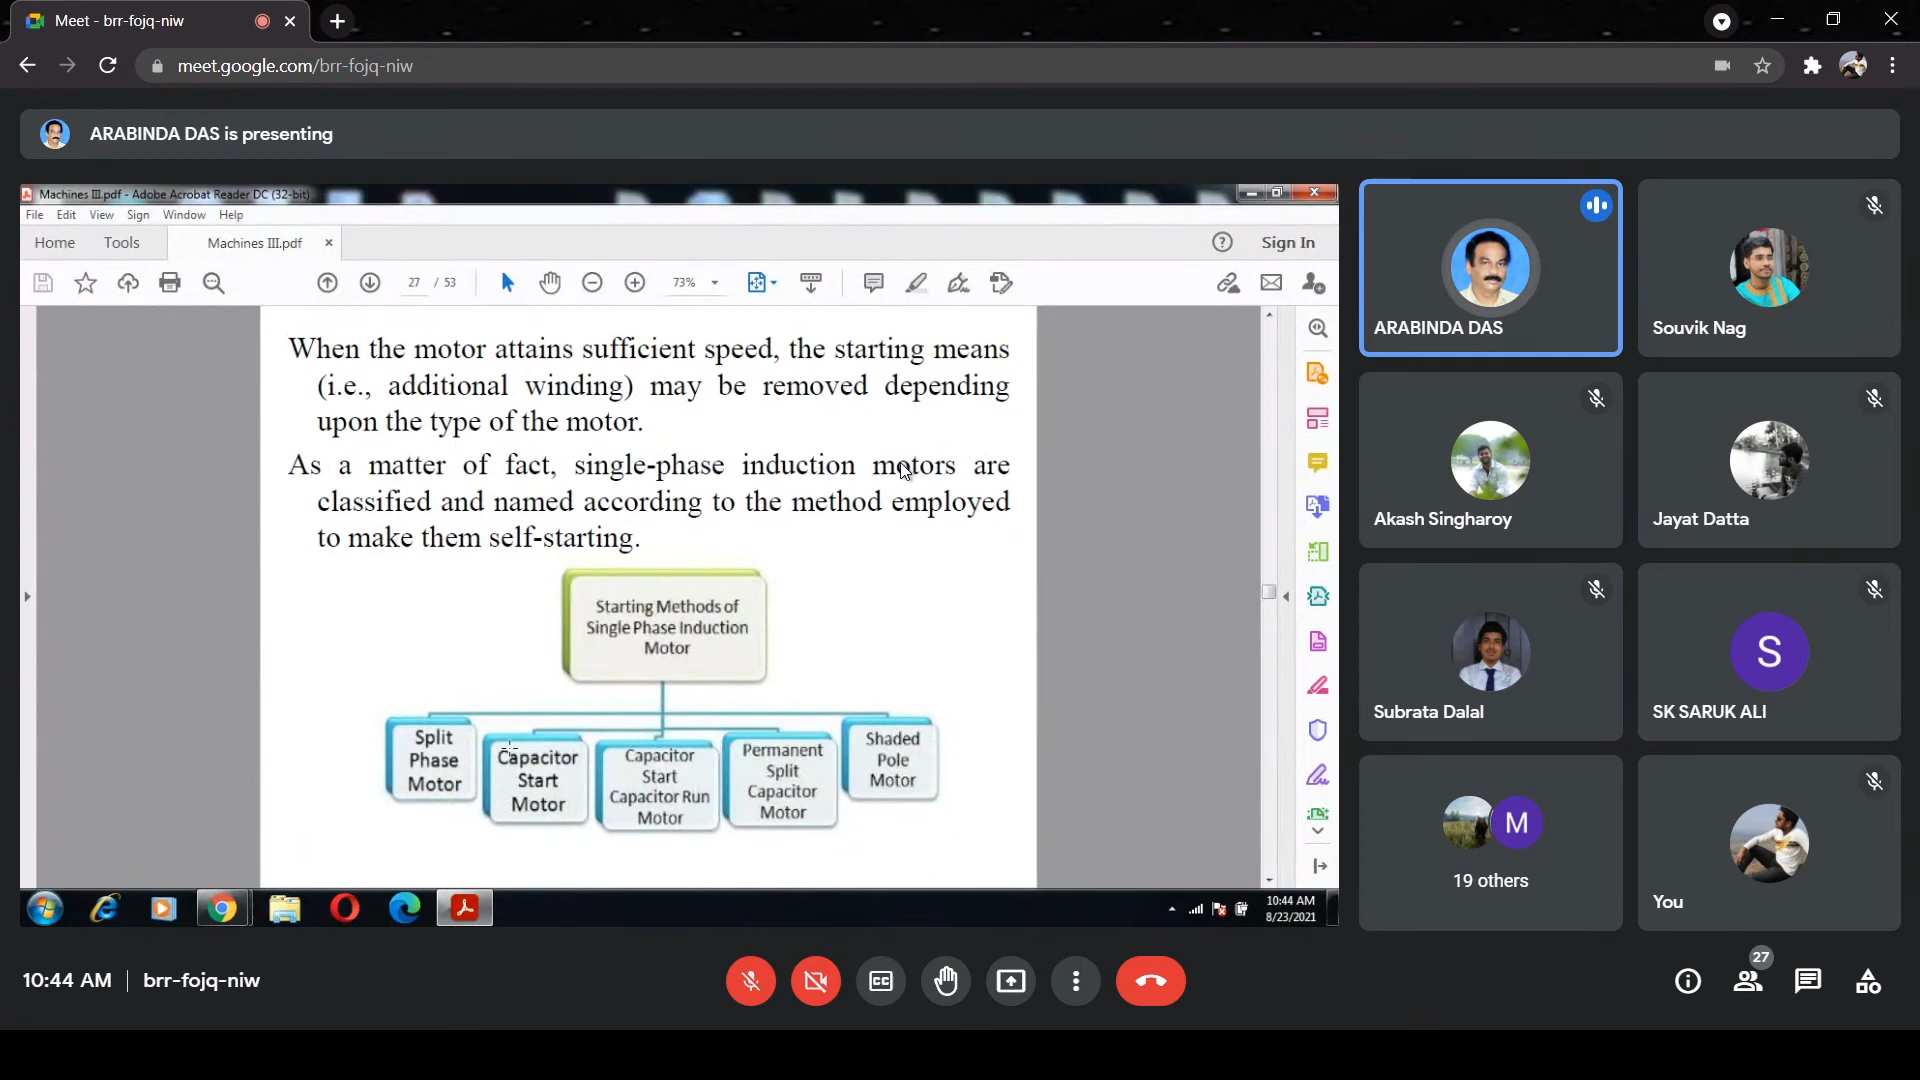 Meet - brr-fojq-niw
meet.google.com/brr-fojq-niw
ARABINDA DAS is presenting
Machines III.pdf - Adobe Acrobat Reader DC (32-bit)
File Edit View Sign Window Help
Home Tools Machines III.pdf × Sign In
27 / 53 73%
When the motor attains sufficient speed, the starting means
(i.e., additional winding) may be removed depending
upon the type of the motor.
As a matter of fact, single-phase induction motors are
classified and named according to the method employed
to make them self-starting.
Starting Methods of
Single Phase Induction
Motor
Split
Phase
Motor
Capacitor
Start
Motor
Capacitor
Start
Capacitor Run
Motor
Permanent
Split
Capacitor
Motor
Shaded
Pole
Motor
10:44 AM
8/23/2021
ARABINDA DAS
Souvik Nag
Akash Singharoy
Jayat Datta
Subrata Dalal
S
SK SARUK ALI
M
19 others
You
10:44 AM | brr-fojq-niw
CC
27